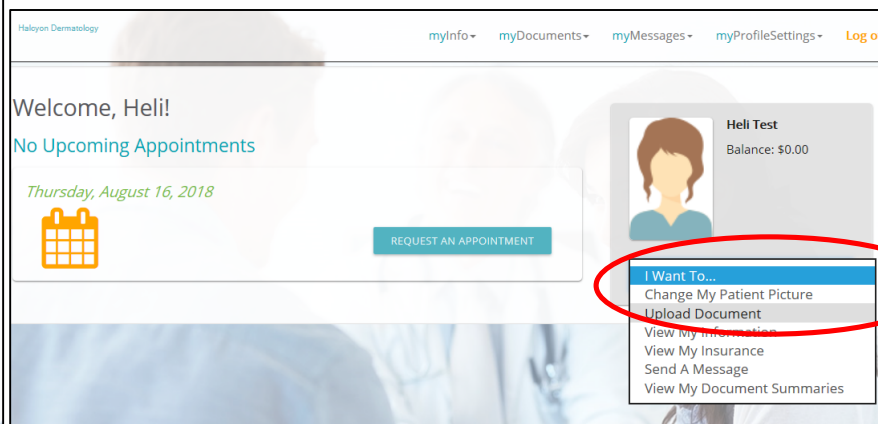 Halcyon Dermatology
myInfo myDocuments myMessages myProfileSettings Log o
Welcome, Heli!
No Upcoming Appointments
Thursday, August 16, 2018
REQUEST AN APPOINTMENT
Heli Test
Balance: $0.00
I Want To...
Change My Patient Picture
Upload Document
View My Information
View My Insurance
Send A Message
View My Document Summaries